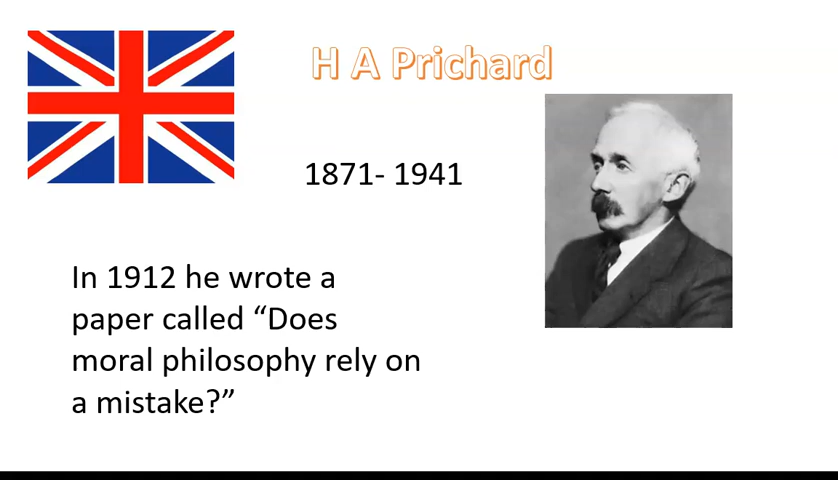 H A Prichard
1871- 1941
In 1912 he wrote a
paper called “Does
moral philosophy rely on
a mistake?”